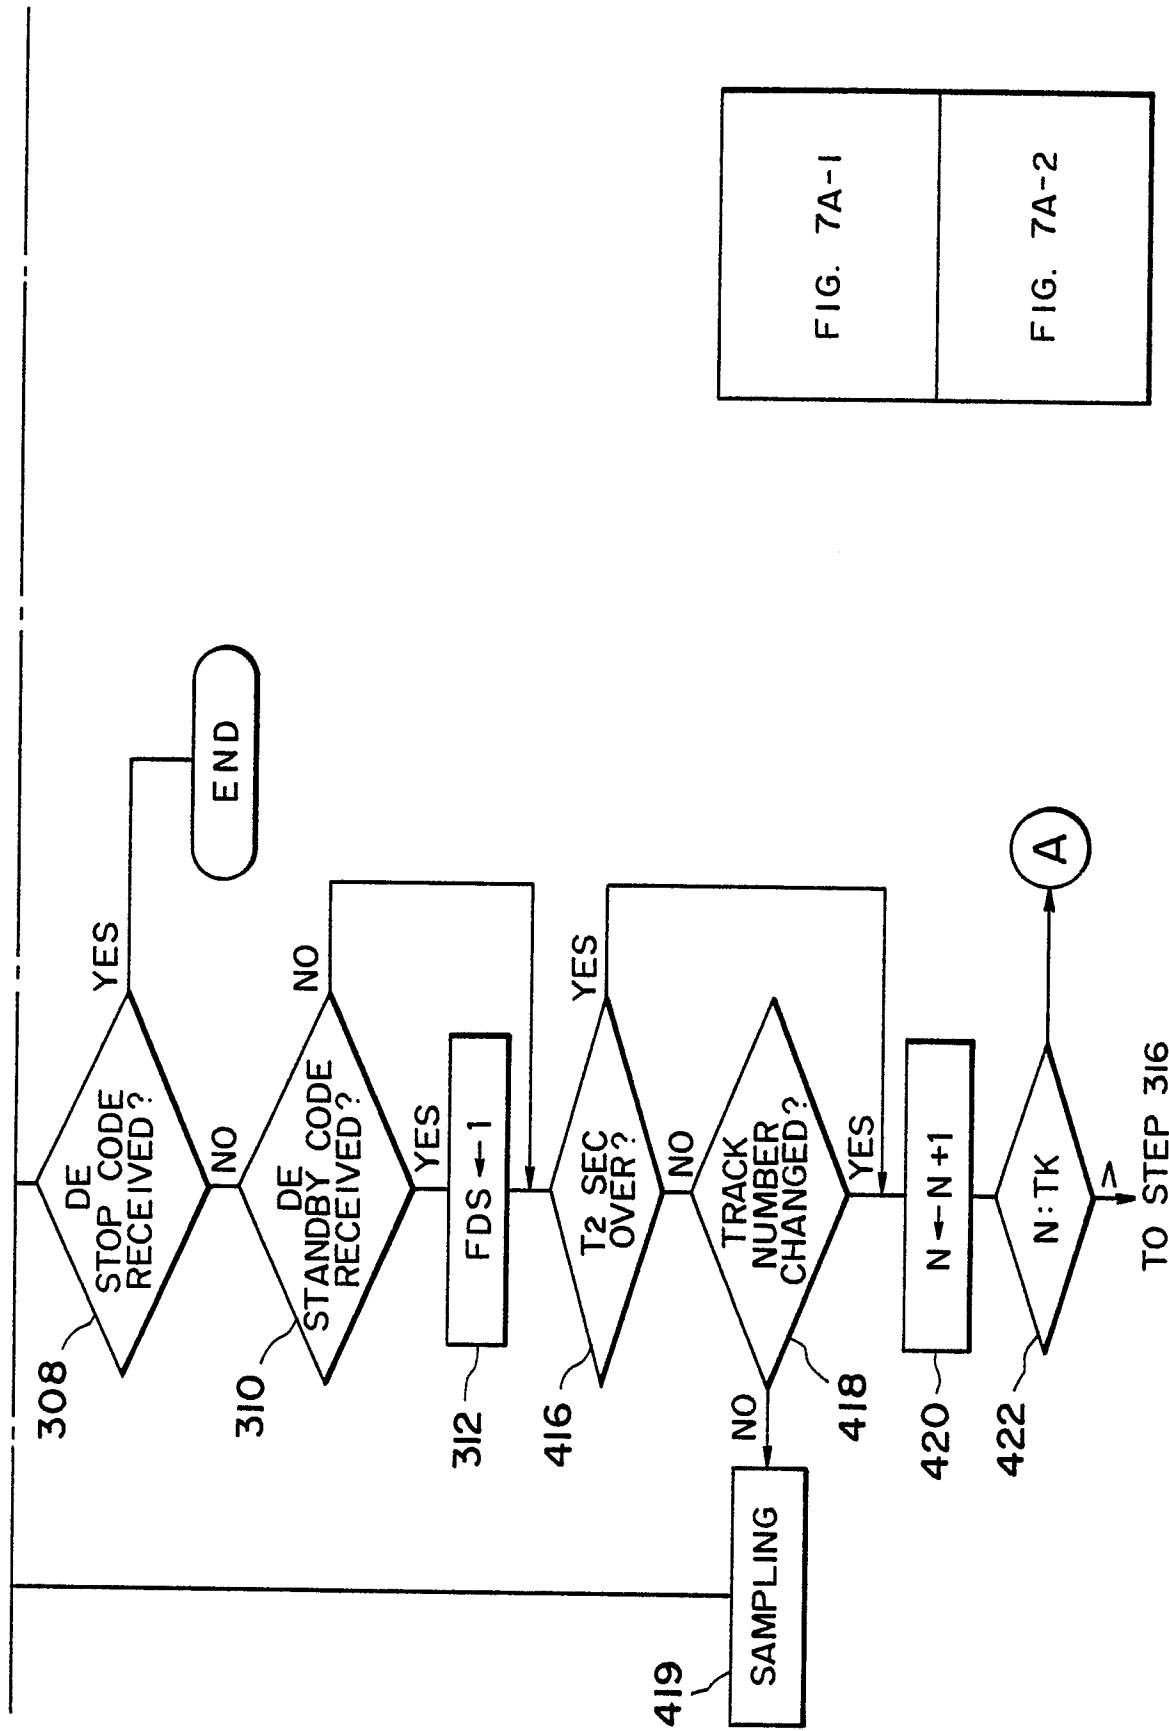 308
DE
STOP CODE
RECEIVED?
YES
END
NO
310
DE
STANDBY CODE
RECEIVED?
NO
YES
312
FDS ← 1
416
T2 SEC
OVER?
YES
NO
418
TRACK
NUMBER
CHANGED?
NO
YES
419
SAMPLING
420
N ← N+1
422
N:TK
A
>
TO STEP 316
FIG. 7A-1
FIG. 7A-2